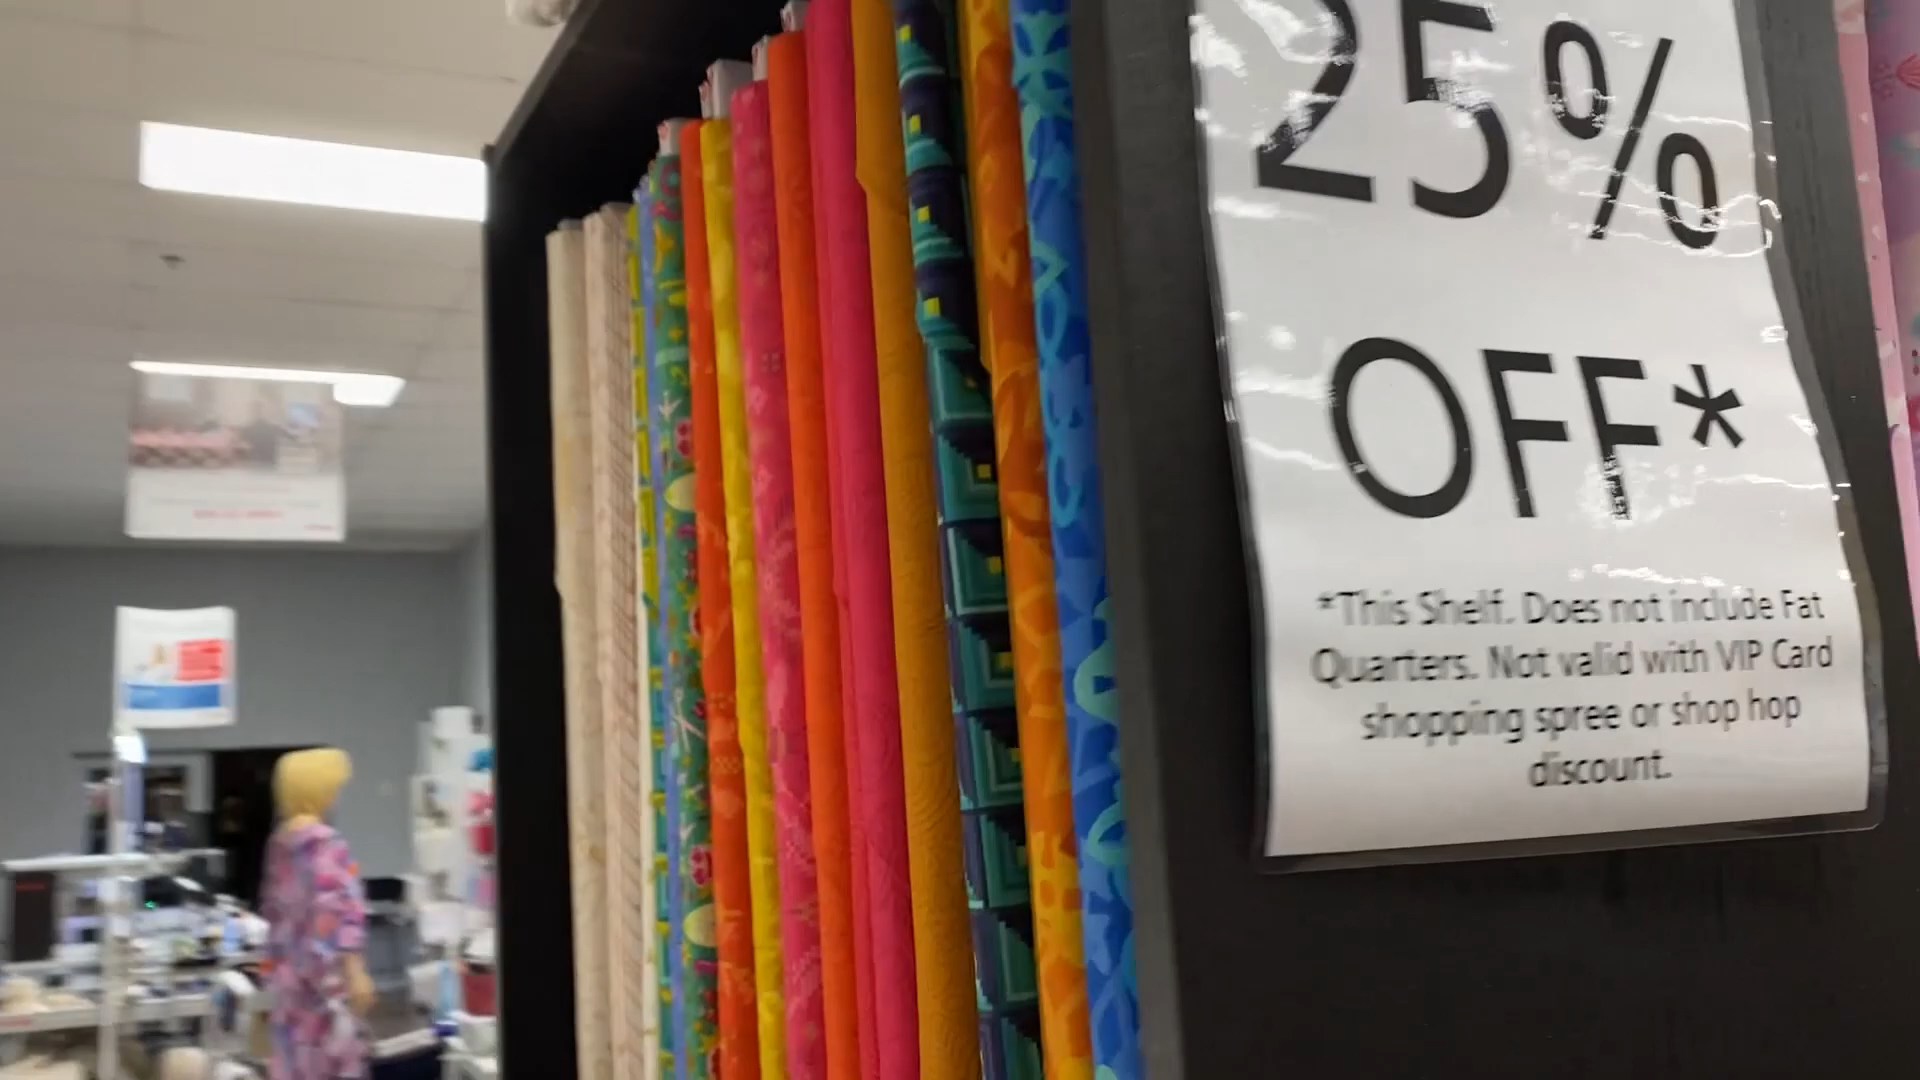 25%
OFF*
*This Shelf. Does not include Fat
Quarters. Not valid with VIP Card
shopping spree or shop hop
discount.